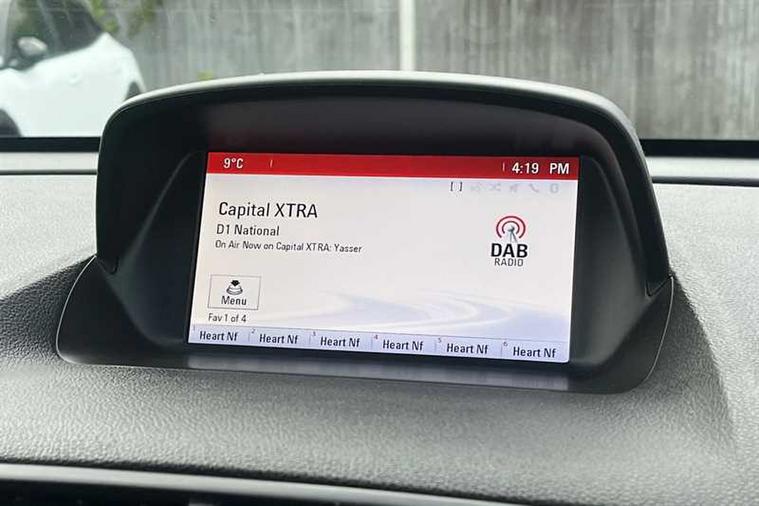 9°C
4:19 PM
[ ]
Capital XTRA
D1 National
On Air Now on Capital XTRA: Yasser
DAB
RADIO
Menu
Fav 1 of 4
1 Heart Nf 2 Heart Nf 3 Heart Nf 4 Heart Nf 5 Heart Nf 6 Heart Nf